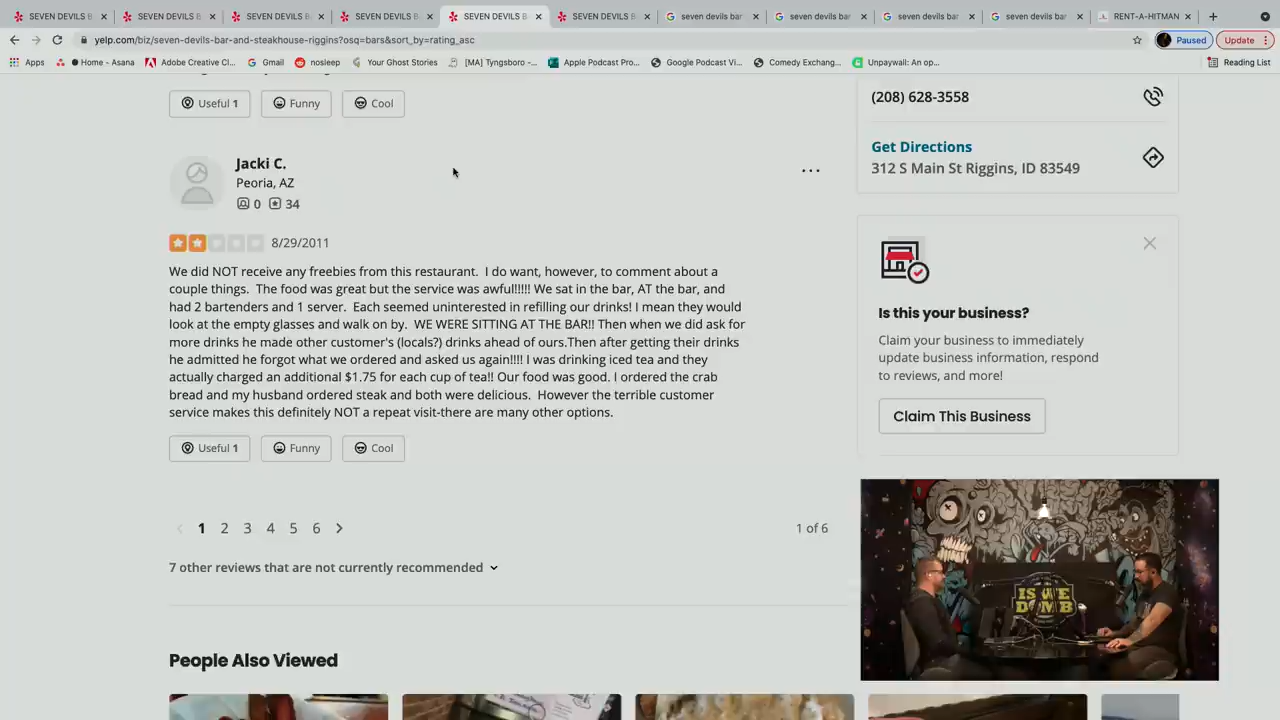 SEVEN DEVILS B
SEVEN DEVILS B
SEVEN DEVILS B
SEVEN DEVILS B
SEVEN DEVILS B
SEVEN DEVILS B
seven devils bar
seven devils bar
seven devils bar
seven devils bar
RENT-A-HITMAN
yelp.com/biz/seven-devils-bar-and-steakhouse-riggins?osq=bars&sort_by=rating_asc
Paused
Update
Apps
Home - Asana
Adobe Creative Cl...
Gmail
nosleep
Your Ghost Stories
[MA] Tyngsboro -...
Apple Podcast Pro...
Google Podcast Vi...
Comedy Exchang...
Unpaywall: An op...
Reading List
Useful 1
Funny
Cool
Jacki C.
Peoria, AZ
0 34
8/29/2011
We did NOT receive any freebies from this restaurant. I do want, however, to comment about a
couple things. The food was great but the service was awful!!!!! We sat in the bar, AT the bar, and
had 2 bartenders and 1 server. Each seemed uninterested in refilling our drinks! I mean they would
look at the empty glasses and walk on by. WE WERE SITTING AT THE BAR!! Then when we did ask for
more drinks he made other customer's (locals?) drinks ahead of ours.Then after getting their drinks
he admitted he forgot what we ordered and asked us again!!!! I was drinking iced tea and they
actually charged an additional $1.75 for each cup of tea!! Our food was good. I ordered the crab
bread and my husband ordered steak and both were delicious. However the terrible customer
service makes this definitely NOT a repeat visit-there are many other options.
Useful 1
Funny
Cool
1 2 3 4 5 6
1 of 6
7 other reviews that are not currently recommended
People Also Viewed
(208) 628-3558
Get Directions
312 S Main St Riggins, ID 83549
Is this your business?
Claim your business to immediately
update business information, respond
to reviews, and more!
Claim This Business
IS WE
DUMB